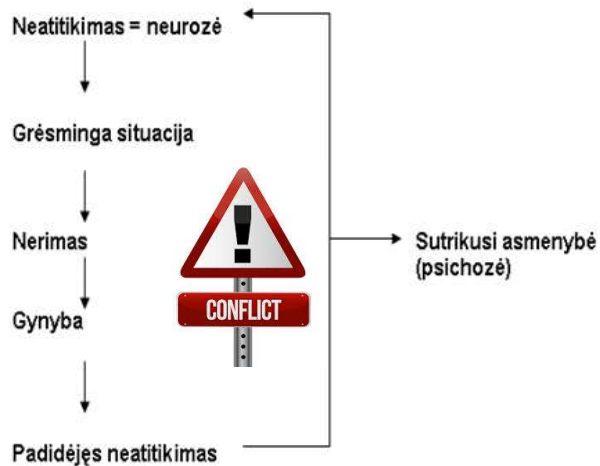 Neatitikimas = neurozė
Grėsminga situacija
Nerimas
Gynyba
Padidėjęs neatitikimas
CONFLICT
Sutrikusi asmenybė
(psichozė)